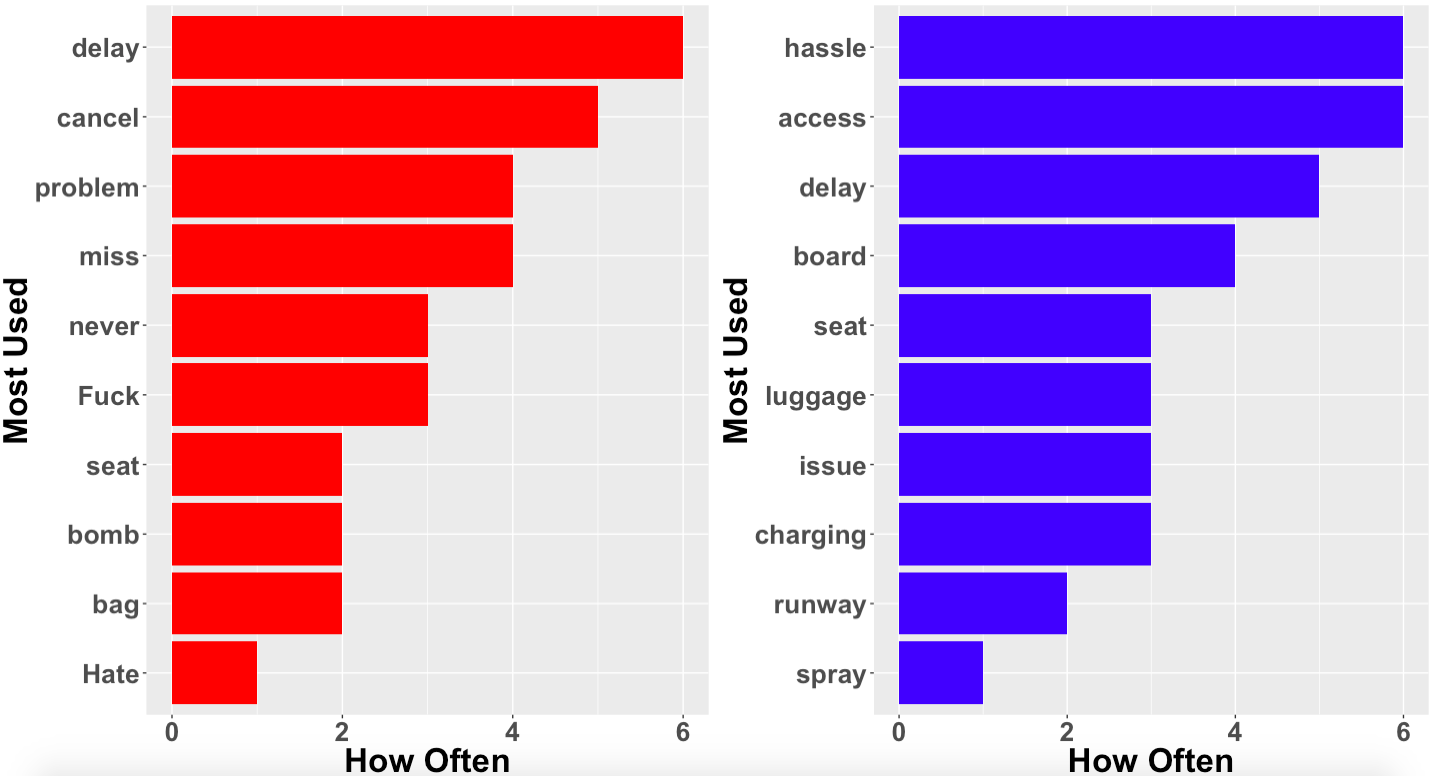 delay
cancel
problem
miss
never
Fuck
seat
bomb
bag
Hate
0 2 4 6
How Often
Most Used
hassle
access
delay
board
seat
luggage
issue
charging
runway
spray
0 2 4 6
How Often
Most Used